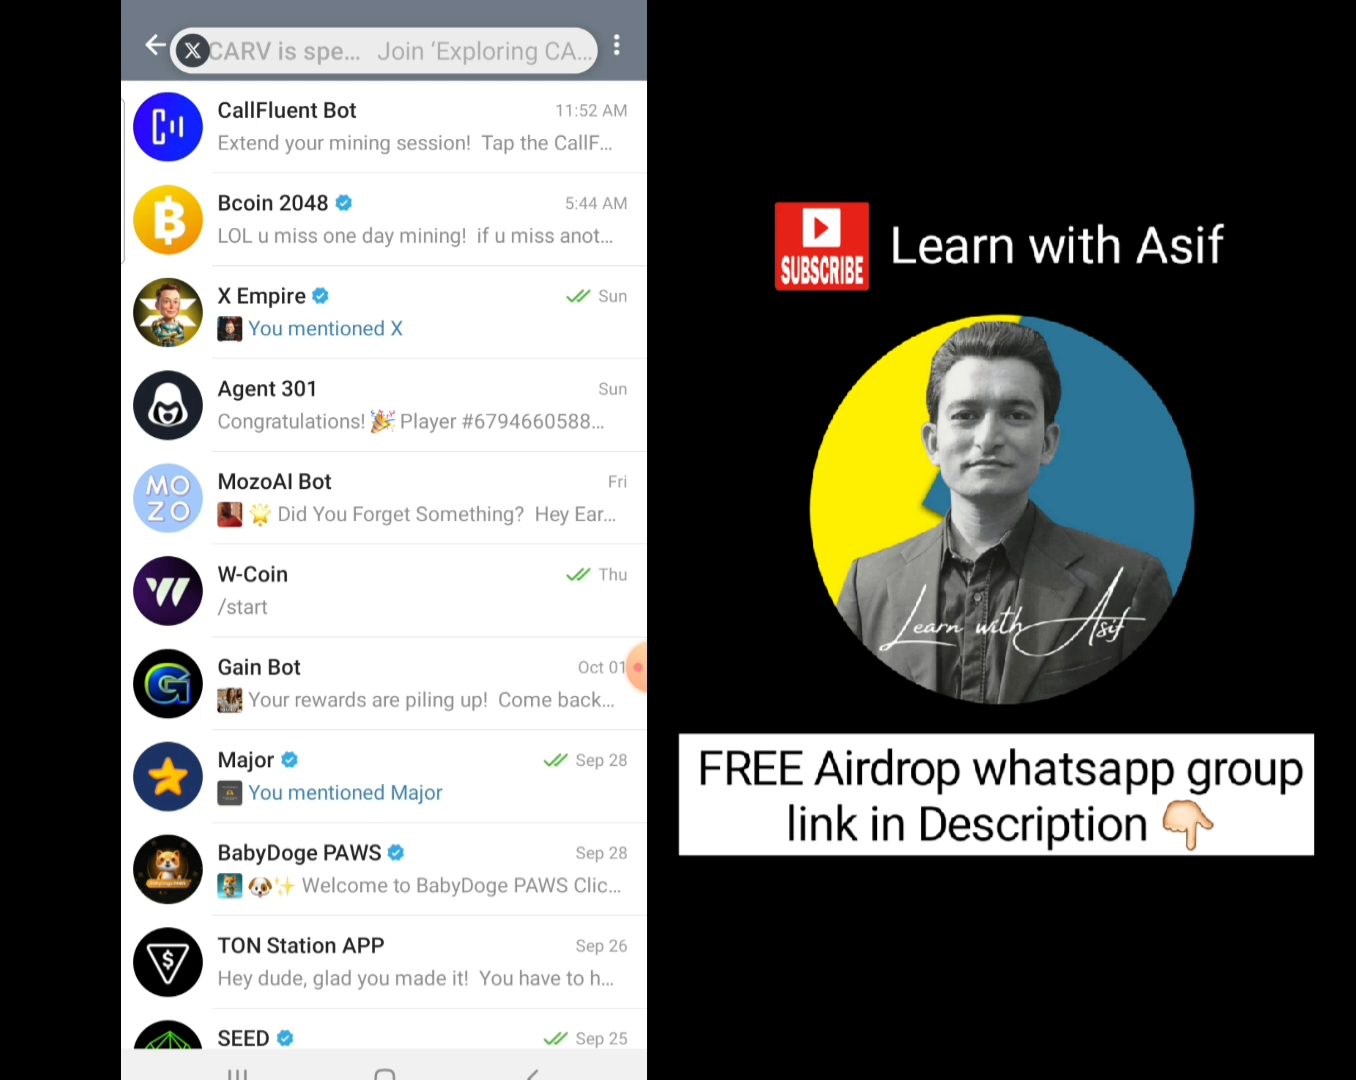 CARV is spe... Join ‘Exploring CA...
CallFluent Bot 11:52 AM
Extend your mining session! Tap the CallF...
Bcoin 2048 5:44 AM
LOL u miss one day mining! if u miss anot...
X Empire Sun
You mentioned X
Agent 301 Sun
Congratulations! 🎉 Player #6794660588...
MO
ZO
MozoAI Bot Fri
🌟 Did You Forget Something? Hey Ear...
W-Coin Thu
/start
Gain Bot Oct 01
Your rewards are piling up! Come back...
Major Sep 28
You mentioned Major
BabyDoge PAWS Sep 28
🐶✨ Welcome to BabyDoge PAWS Clic...
TON Station APP Sep 26
Hey dude, glad you made it! You have to h...
SEED Sep 25
SUBSCRIBE
Learn with Asif
Learn with Asif
FREE Airdrop whatsapp group
link in Description 👇🏻